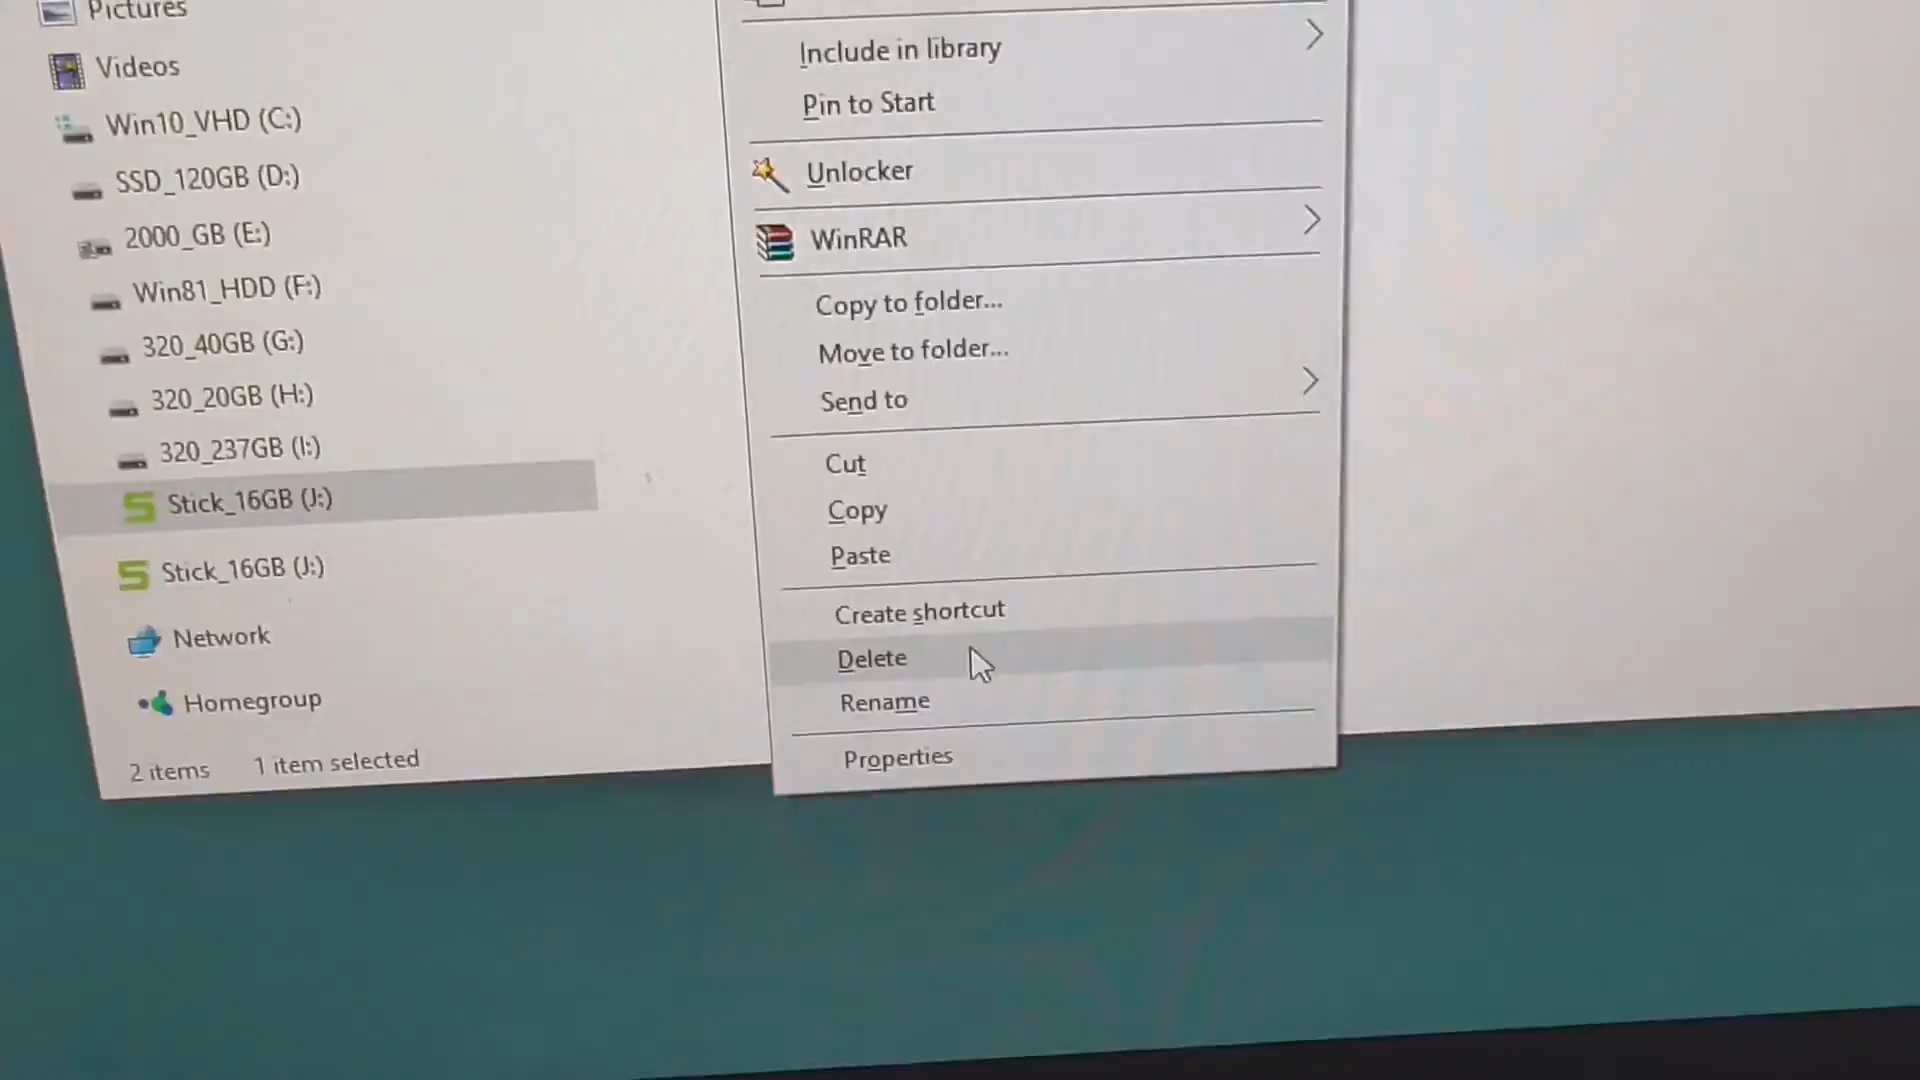 Pictures
Videos
Win10_VHD (C:)
SSD_120GB (D:)
2000_GB (E:)
Win81_HDD (F:)
320_40GB (G:)
320_20GB (H:)
320_237GB (I:)
Stick_16GB (J:)
Stick_16GB (J:)
Network
Homegroup
2 items 1 item selected
Include in library
Pin to Start
Unlocker
WinRAR
Copy to folder...
Move to folder...
Send to
Cut
Copy
Paste
Create shortcut
Delete
Rename
Properties